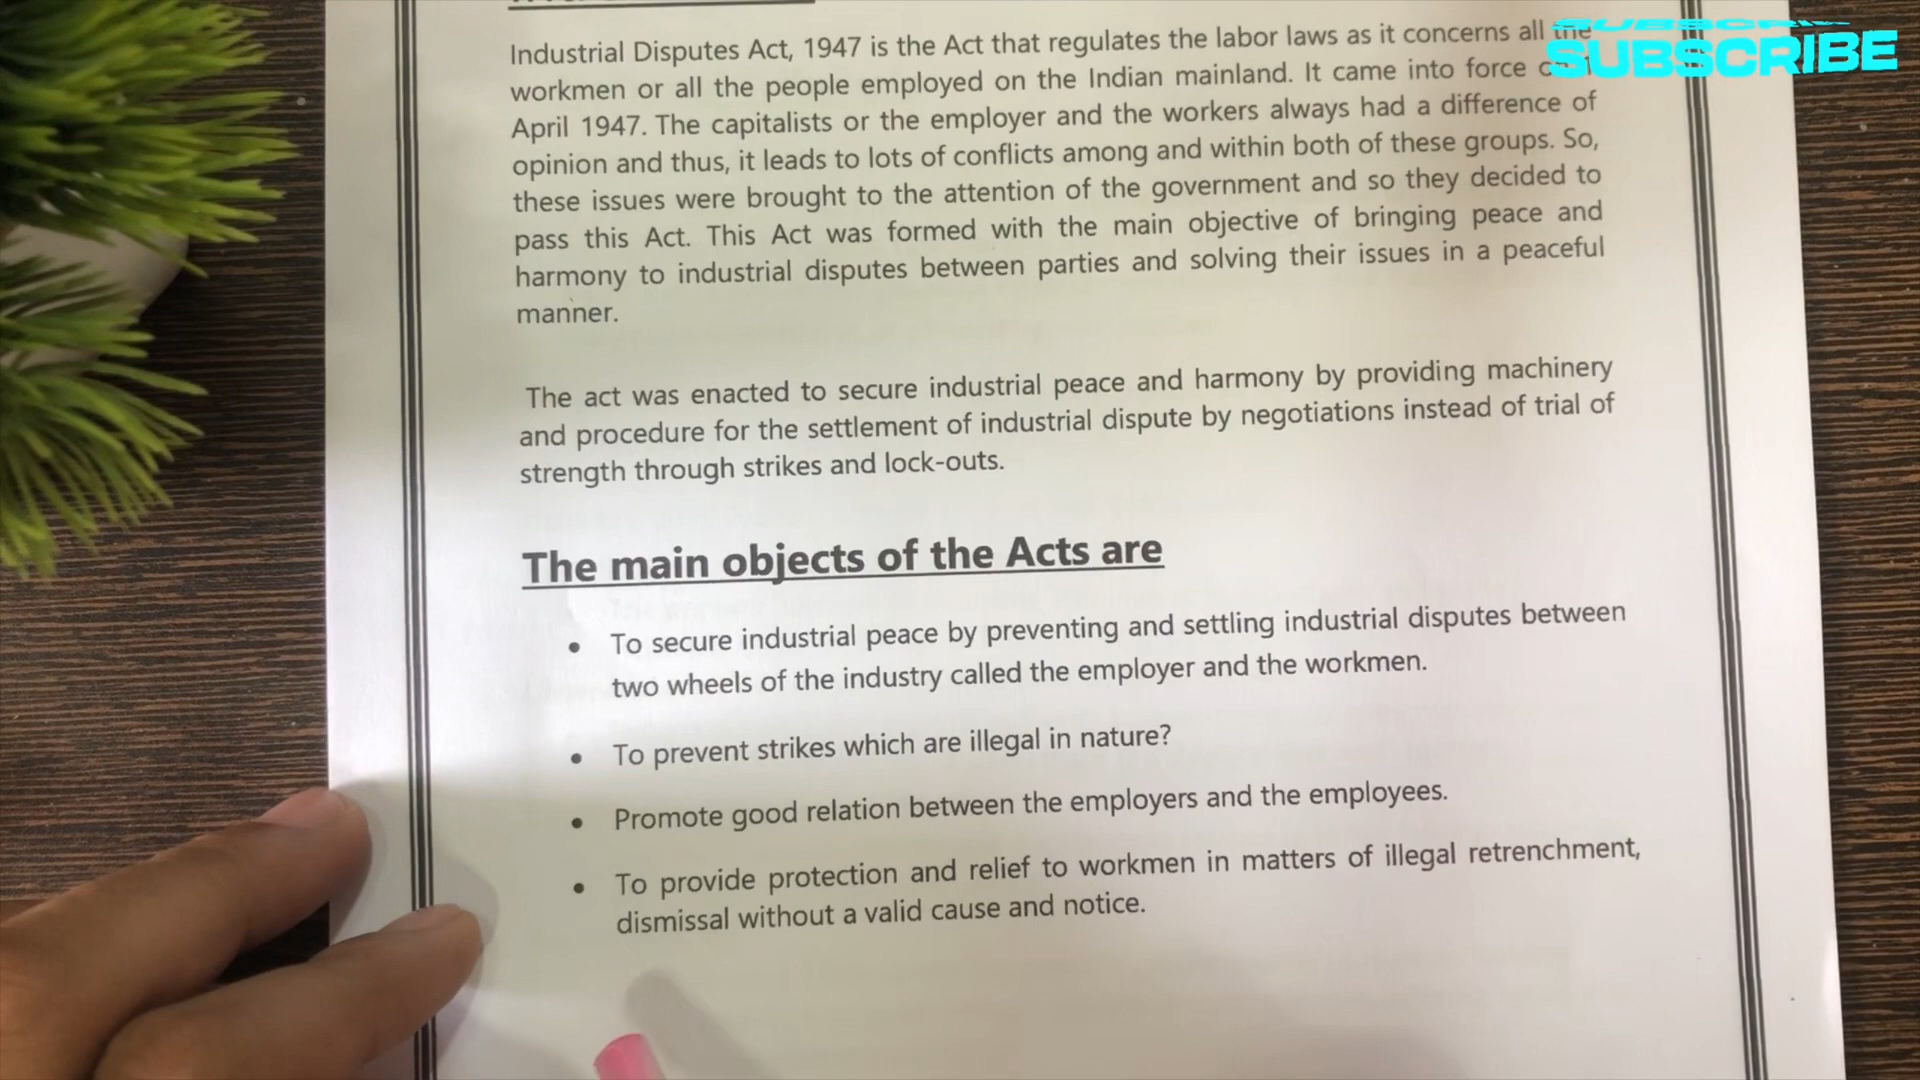 Industrial Disputes Act, 1947 is the Act that regulates the labor laws as it concerns all the
workmen or all the people employed on the Indian mainland. It came into force
April 1947. The capitalists or the employer and the workers always had a difference of
opinion and thus, it leads to lots of conflicts among and within both of these groups. So,
these issues were brought to the attention of the government and so they decided to
pass this Act. This Act was formed with the main objective of bringing peace and
harmony to industrial disputes between parties and solving their issues in a peaceful
manner.
The act was enacted to secure industrial peace and harmony by providing machinery
and procedure for the settlement of industrial dispute by negotiations instead of trial of
strength through strikes and lock-outs.
The main objects of the Acts are
• To secure industrial peace by preventing and settling industrial disputes between
two wheels of the industry called the employer and the workmen.
• To prevent strikes which are illegal in nature?
• Promote good relation between the employers and the employees.
• To provide protection and relief to workmen in matters of illegal retrenchment,
dismissal without a valid cause and notice.
SUBSCRIBE
SUBSCRIBE